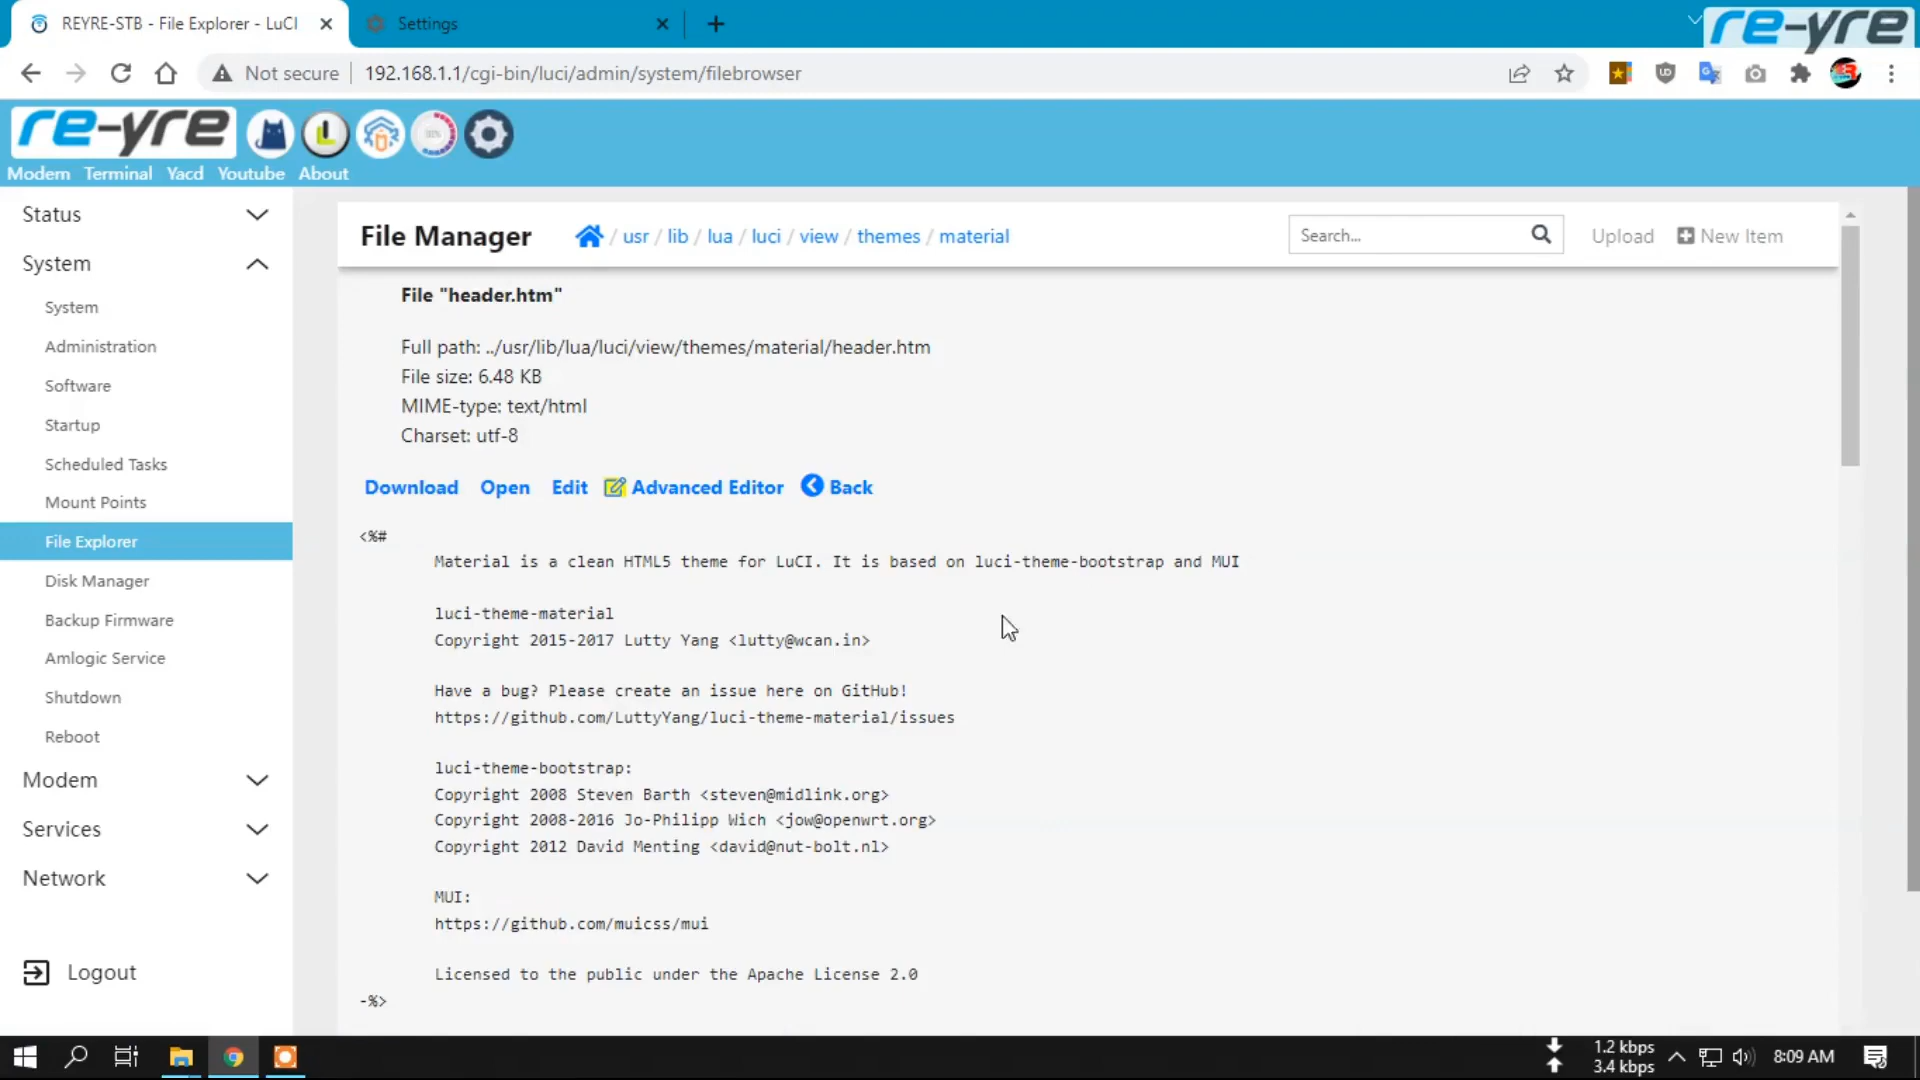 REYRE-STB - File Explorer - LuCI
Settings
re-yre
Not secure
192.168.1.1/cgi-bin/luci/admin/system/filebrowser
re-yre
Modem Terminal Yacd Youtube About
Status
System
System
Administration
Software
Startup
Scheduled Tasks
Mount Points
File Explorer
Disk Manager
Backup Firmware
Amlogic Service
Shutdown
Reboot
Modem
Services
Network
Logout
File Manager
/ usr / lib / lua / luci / view / themes / material
Search...
Upload
New Item
File "header.htm"
Full path: ../usr/lib/lua/luci/view/themes/material/header.htm
File size: 6.48 KB
MIME-type: text/html
Charset: utf-8
Download Open Edit Advanced Editor Back
<%#
Material is a clean HTML5 theme for LuCI. It is based on luci-theme-bootstrap and MUI
luci-theme-material
Copyright 2015-2017 Lutty Yang <lutty@wcan.in>
Have a bug? Please create an issue here on GitHub!
https://github.com/LuttyYang/luci-theme-material/issues
luci-theme-bootstrap:
Copyright 2008 Steven Barth <steven@midlink.org>
Copyright 2008-2016 Jo-Philipp Wich <jow@openwrt.org>
Copyright 2012 David Menting <david@nut-bolt.nl>
MUI:
https://github.com/muicss/mui
Licensed to the public under the Apache License 2.0
-%>
1.2 kbps
3.4 kbps
8:09 AM